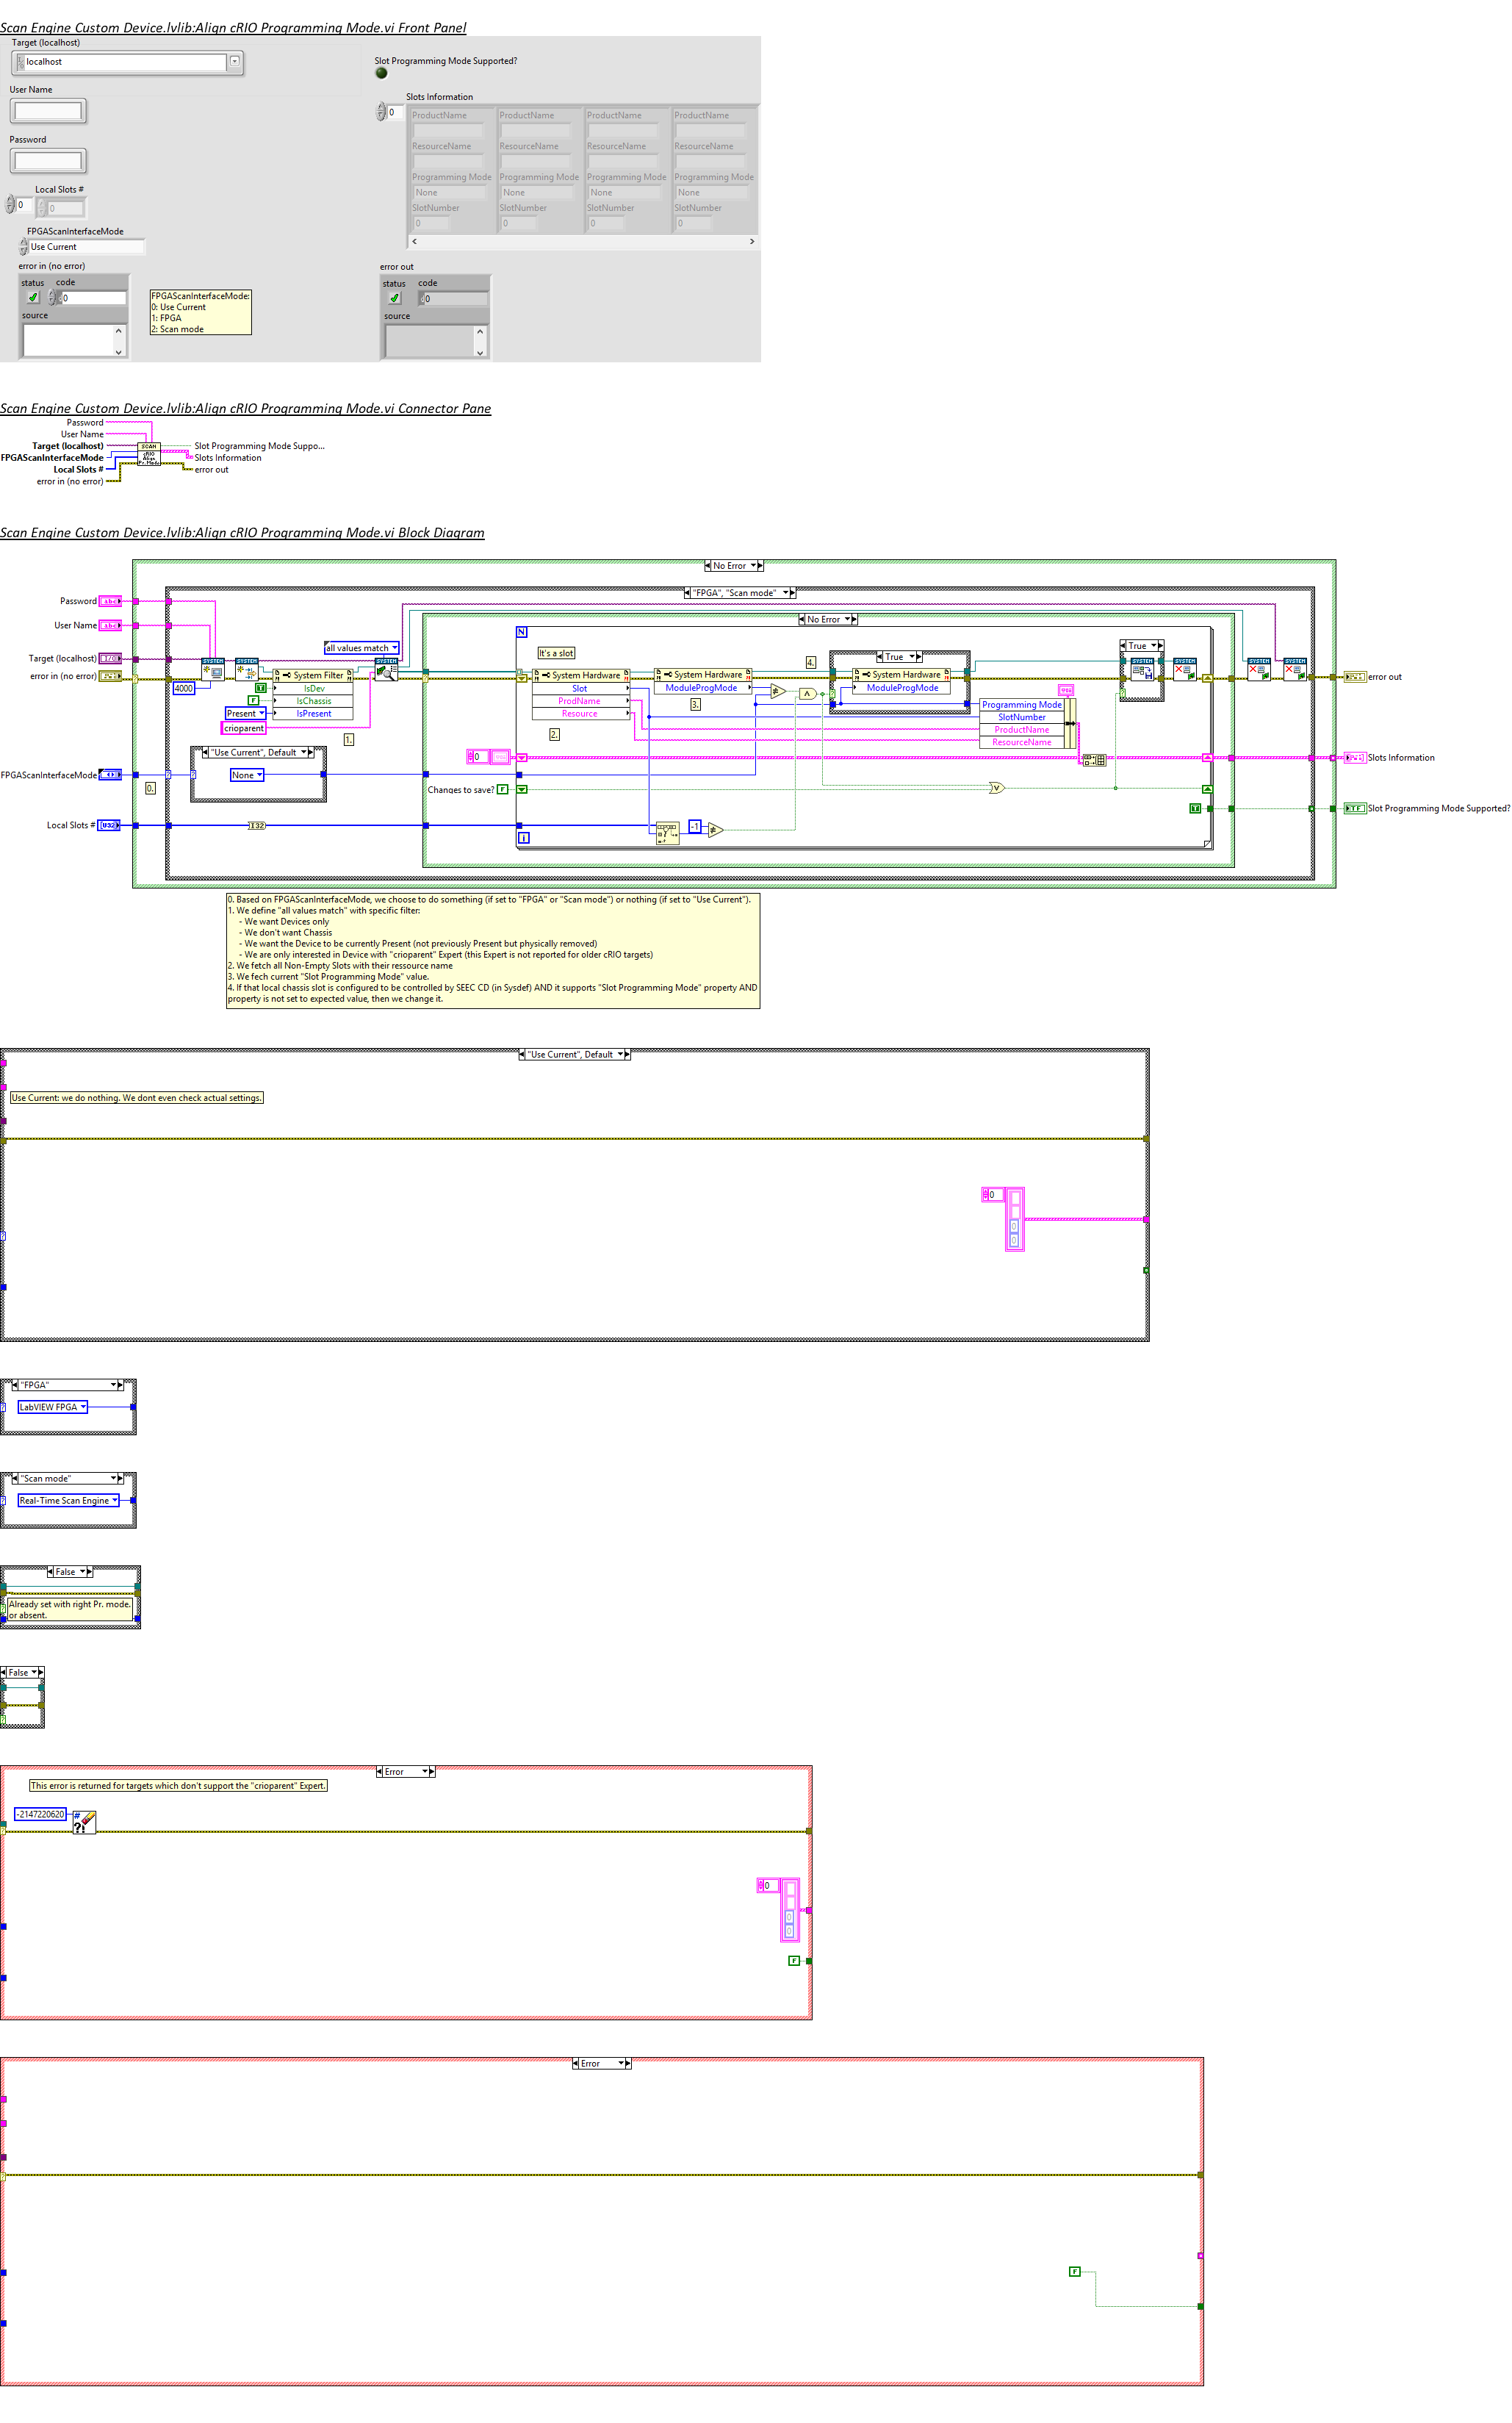 Scan Engine Custom Device.lvlib:Align cRIO Programming Mode.vi Front Panel
Target (localhost)
localhost
User Name
Password
Local Slots #
0
0
FPGAScanInterfaceMode
Use Current
error in (no error)
status
code
0
source
FPGAScanInterfaceMode:
0: Use Current
1: FPGA
2: Scan mode
Slot Programming Mode Supported?
Slots Information
0
ProductName
ProductName
ProductName
ProductName
ResourceName
ResourceName
ResourceName
ResourceName
Programming Mode
Programming Mode
Programming Mode
Programming Mode
None
None
None
None
SlotNumber
SlotNumber
SlotNumber
SlotNumber
0
0
0
0
error out
status
code
0
source
Scan Engine Custom Device.lvlib:Align cRIO Programming Mode.vi Connector Pane
Password
User Name
Target (localhost)
FPGAScanInterfaceMode
Local Slots #
error in (no error)
SCAN
cRIO
Align
Pr. Mode
Slot Programming Mode Suppo...
Slots Information
error out
Scan Engine Custom Device.lvlib:Align cRIO Programming Mode.vi Block Diagram
No Error
"FPGA", "Scan mode"
No Error
Password
User Name
Target (localhost)
error in (no error)
FPGAScanInterfaceMode
Local Slots #
4000
SYSTEM
SYSTEM
System Filter
IsDev
IsChassis
IsPresent
T
F
Present
crioparent
all values match
SYSTEM
1.
0.
"Use Current", Default
None
I32
N
It's a slot
System Hardware
Slot
ProdName
Resource
2.
System Hardware
ModuleProgMode
3.
4.
True
System Hardware
ModuleProgMode
Programming Mode
SlotNumber
ProductName
ResourceName
0
Changes to save?
F
-1
i
True
SYSTEM
SYSTEM
SYSTEM
SYSTEM
T
error out
Slots Information
Slot Programming Mode Supported?
0. Based on FPGAScanInterfaceMode, we choose to do something (if set to "FPGA" or "Scan mode") or nothing (if set to "Use Current").
1. We define "all values match" with specific filter:
- We want Devices only
- We don't want Chassis
- We want the Device to be currently Present (not previously Present but physically removed)
- We are only interested in Device with "crioparent" Expert (this Expert is not reported for older cRIO targets)
2. We fetch all Non-Empty Slots with their ressource name
3. We fech current "Slot Programming Mode" value.
4. If that local chassis slot is configured to be controlled by SEEC CD (in Sysdef) AND it supports "Slot Programming Mode" property AND
property is not set to expected value, then we change it.
"Use Current", Default
Use Current: we do nothing. We dont even check actual settings.
0
0
0
"FPGA"
LabVIEW FPGA
"Scan mode"
Real-Time Scan Engine
False
Already set with right Pr. mode.
or absent.
False
Error
This error is returned for targets which don't support the "crioparent" Expert.
-2147220620
0
0
0
F
Error
F